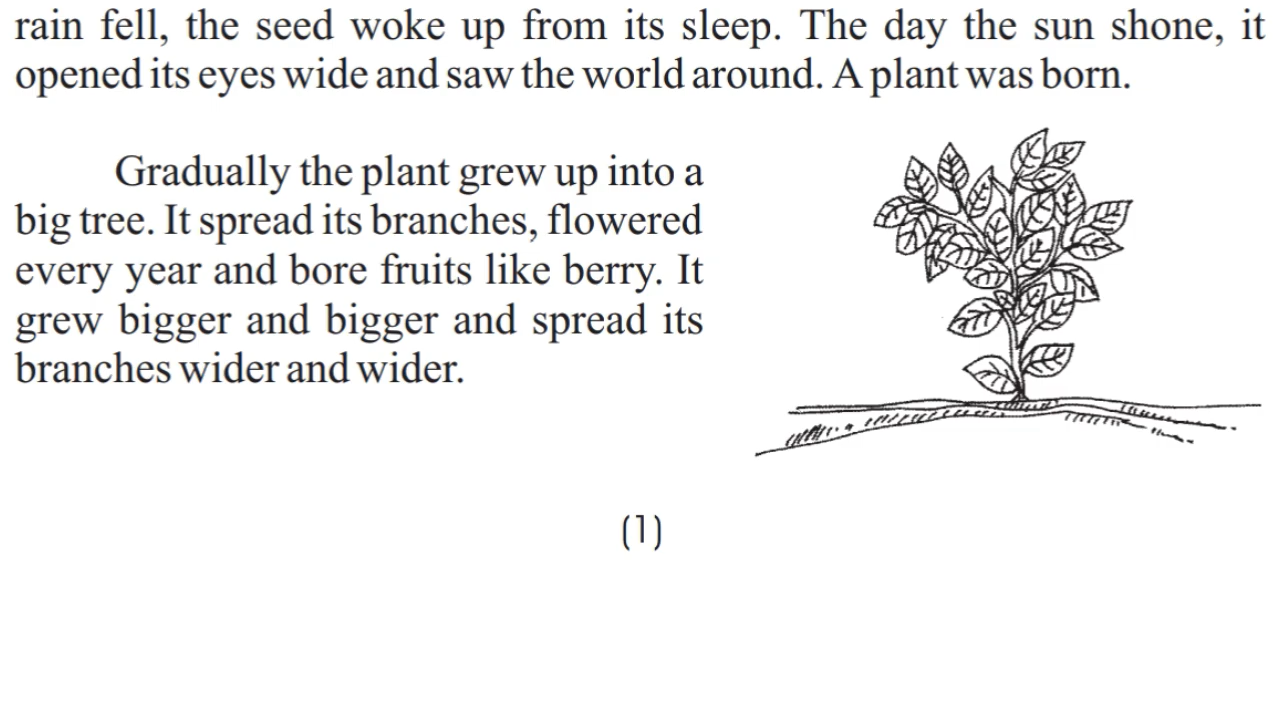 rain fell, the seed woke up from its sleep. The day the sun shone, it
opened its eyes wide and saw the world around. A plant was born.
Gradually the plant grew up into a
big tree. It spread its branches, flowered
every year and bore fruits like berry. It
grew bigger and bigger and spread its
branches wider and wider.
(1)